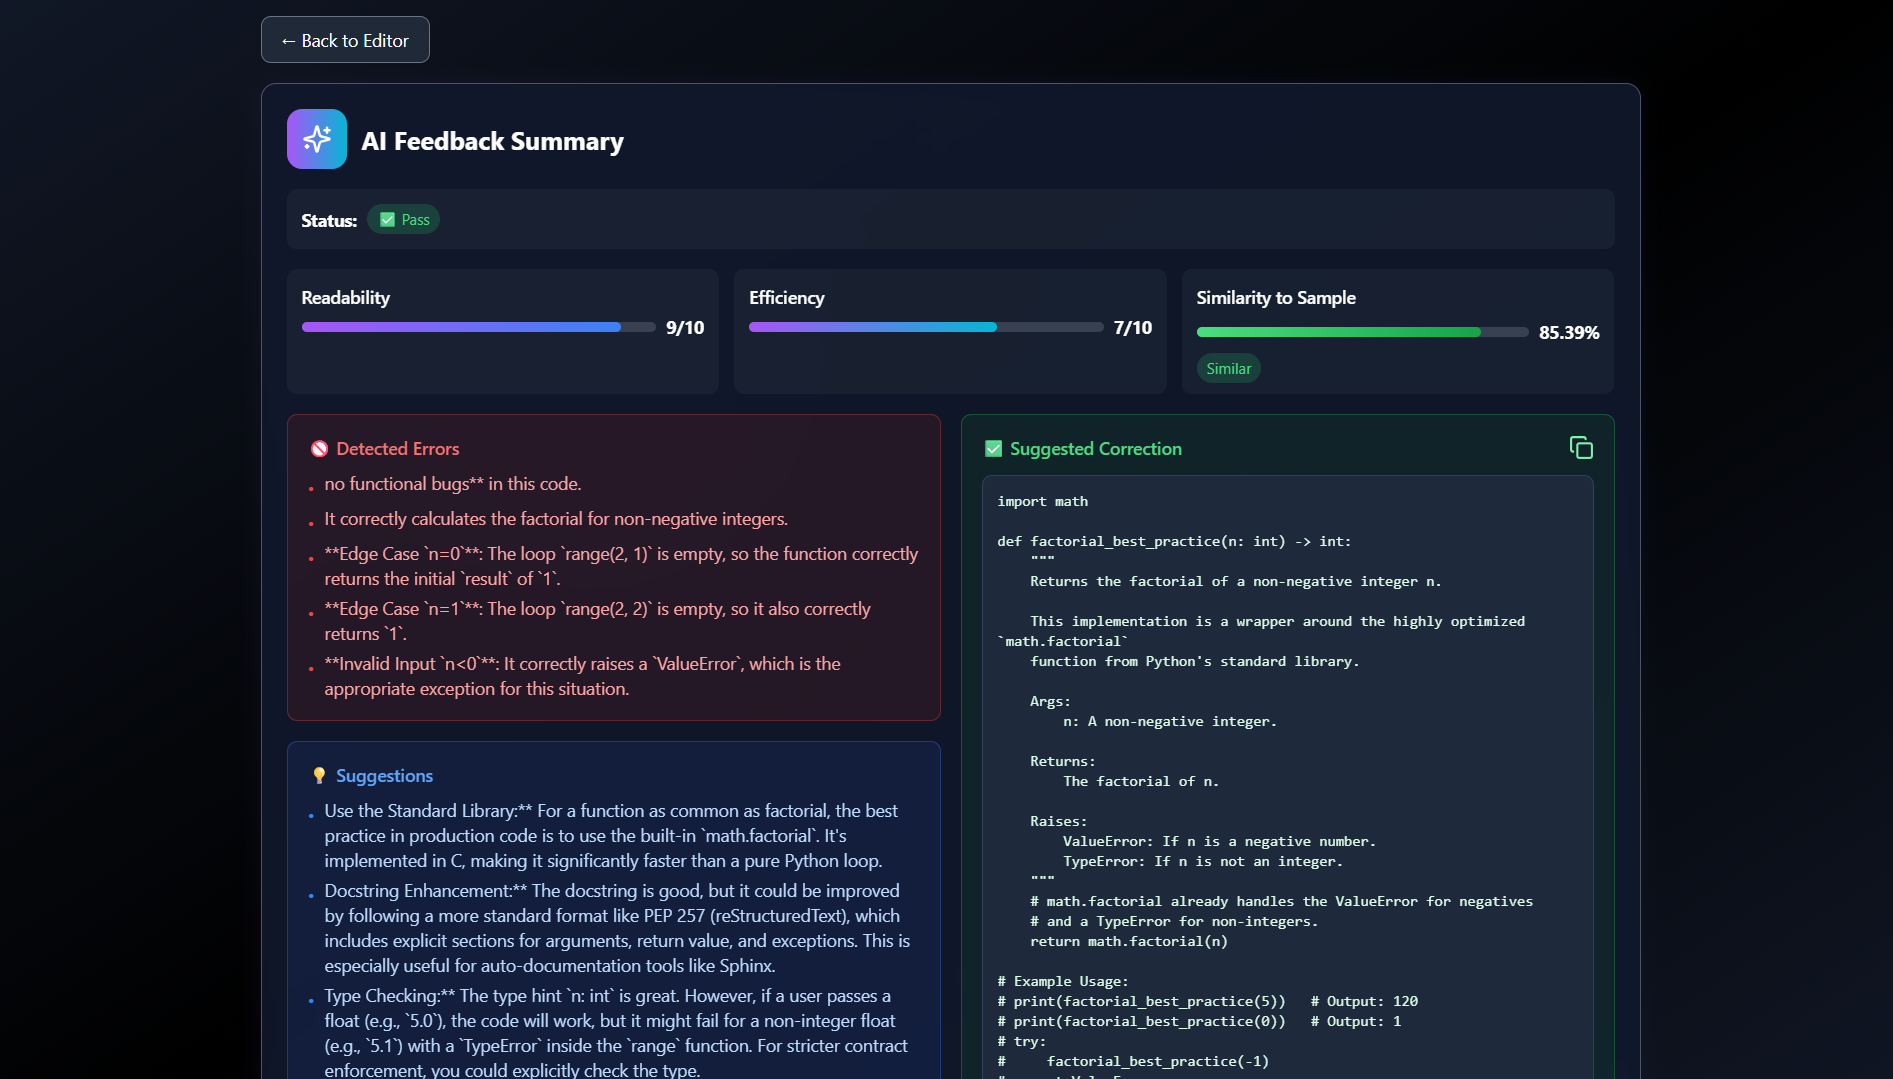 ← Back to Editor
AI Feedback Summary
Status: ✅ Pass
Readability
9/10
Efficiency
7/10
Similarity to Sample
85.39%
Similar
🚫 Detected Errors
• no functional bugs** in this code.
• It correctly calculates the factorial for non-negative integers.
• **Edge Case `n=0`**: The loop `range(2, 1)` is empty, so the function correctly
returns the initial `result` of `1`.
• **Edge Case `n=1`**: The loop `range(2, 2)` is empty, so it also correctly
returns `1`.
• **Invalid Input `n<0`**: It correctly raises a `ValueError`, which is the
appropriate exception for this situation.
💡 Suggestions
• Use the Standard Library:** For a function as common as factorial, the best
practice in production code is to use the built-in `math.factorial`. It's
implemented in C, making it significantly faster than a pure Python loop.
• Docstring Enhancement:** The docstring is good, but it could be improved
by following a more standard format like PEP 257 (reStructuredText), which
includes explicit sections for arguments, return value, and exceptions. This is
especially useful for auto-documentation tools like Sphinx.
• Type Checking:** The type hint `n: int` is great. However, if a user passes a
float (e.g., `5.0`), the code will work, but it might fail for a non-integer float
(e.g., `5.1`) with a `TypeError` inside the `range` function. For stricter contract
enforcement, you could explicitly check the type.
✅ Suggested Correction
import math
def factorial_best_practice(n: int) -> int:
    """
    Returns the factorial of a non-negative integer n.
    This implementation is a wrapper around the highly optimized
`math.factorial`
    function from Python's standard library.
    Args:
        n: A non-negative integer.
    Returns:
        The factorial of n.
    Raises:
        ValueError: If n is a negative number.
        TypeError: If n is not an integer.
    """
    # math.factorial already handles the ValueError for negatives
    # and a TypeError for non-integers.
    return math.factorial(n)
# Example Usage:
# print(factorial_best_practice(5))   # Output: 120
# print(factorial_best_practice(0))   # Output: 1
# try:
#     factorial_best_practice(-1)